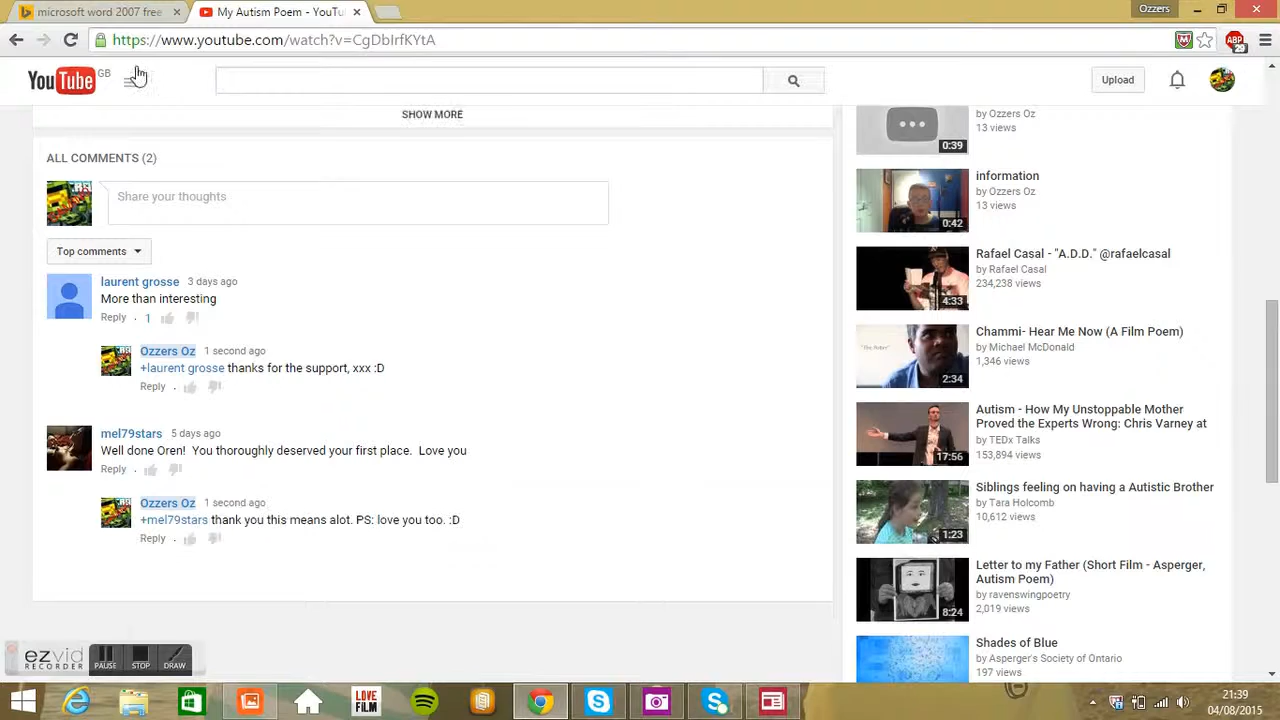 microsoft word 2007 free
My Autism Poem - YouTu
Ozzers
https://www.youtube.com/watch?v=CgDbIrfKYtA
ABP
29
YouTube GB
Upload
SHOW MORE
ALL COMMENTS (2)
Share your thoughts
Top comments
laurent grosse 3 days ago
More than interesting
Reply . 1
Ozzers Oz 1 second ago
+laurent grosse thanks for the support, xxx :D
Reply .
mel79stars 5 days ago
Well done Oren! You thoroughly deserved your first place. Love you
Reply .
Ozzers Oz 1 second ago
+mel79stars thank you this means alot. PS: love you too. :D
Reply .
0:39
by Ozzers Oz
13 views
0:42
information
by Ozzers Oz
13 views
4:33
Rafael Casal - "A.D.D." @rafaelcasal
by Rafael Casal
234,238 views
2:34
Chammi- Hear Me Now (A Film Poem)
by Michael McDonald
1,346 views
17:56
Autism - How My Unstoppable Mother
Proved the Experts Wrong: Chris Varney at
by TEDx Talks
153,894 views
1:23
Siblings feeling on having a Autistic Brother
by Tara Holcomb
10,612 views
8:24
Letter to my Father (Short Film - Asperger,
Autism Poem)
by ravenswingpoetry
2,019 views
Shades of Blue
by Asperger's Society of Ontario
197 views
ezvid
RECORDER
PAUSE
STOP
DRAW
LOVE
FiLM
21:39
04/08/2015